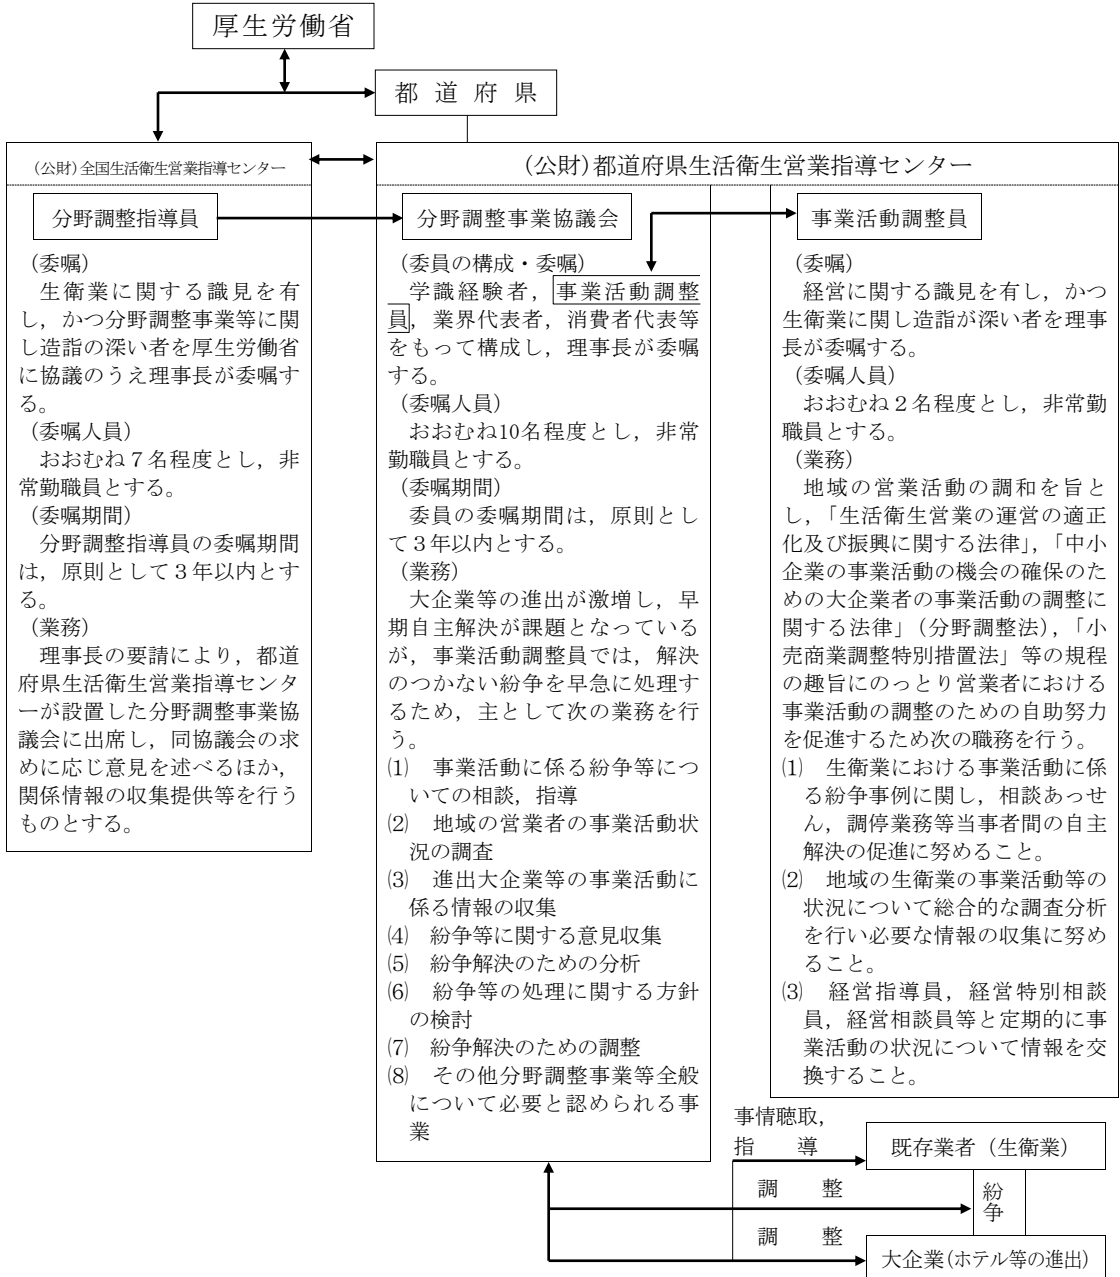 厚生労働省
都道府県
(公財)全国生活衛生営業指導センター
分野調整指導員
(委嘱)
生衛業に関する識見を有
し，かつ分野調整事業等に関
し造詣の深い者を厚生労働省
に協議のうえ理事長が委嘱す
る。
(委嘱人員)
おおむね７名程度とし，非
常勤職員とする。
(委嘱期間)
分野調整指導員の委嘱期間
は，原則として３年以内とす
る。
(業務)
理事長の要請により，都道
府県生活衛生営業指導センタ
ーが設置した分野調整事業協
議会に出席し，同協議会の求
めに応じ意見を述べるほか，
関係情報の収集提供等を行う
ものとする。
(公財)都道府県生活衛生営業指導センター
分野調整事業協議会
(委員の構成・委嘱)
学識経験者，事業活動調整
員，業界代表者，消費者代表等
をもって構成し，理事長が委嘱
する。
(委嘱人員)
おおむね10名程度とし，非常
勤職員とする。
(委嘱期間)
委員の委嘱期間は，原則とし
て３年以内とする。
(業務)
大企業等の進出が激増し，早
期自主解決が課題となっている
が，事業活動調整員では，解決
のつかない紛争を早急に処理す
るため，主として次の業務を行
う。
⑴　事業活動に係る紛争等につ
いての相談，指導
⑵　地域の営業者の事業活動状
況の調査
⑶　進出大企業等の事業活動に
係る情報の収集
⑷　紛争等に関する意見収集
⑸　紛争解決のための分析
⑹　紛争等の処理に関する方針
の検討
⑺　紛争解決のための調整
⑻　その他分野調整事業等全般
について必要と認められる事
業
事業活動調整員
(委嘱)
経営に関する識見を有し，かつ
生衛業に関し造詣が深い者を理事
長が委嘱する。
(委嘱人員)
おおむね２名程度とし，非常勤
職員とする。
(業務)
地域の営業活動の調和を旨と
し，「生活衛生営業の運営の適正
化及び振興に関する法律」，「中小
企業の事業活動の機会の確保のた
めの大企業者の事業活動の調整に
関する法律」（分野調整法），「小
売商業調整特別措置法」等の規程
の趣旨にのっとり営業者における
事業活動の調整のための自助努力
を促進するため次の職務を行う。
⑴　生衛業における事業活動に係
る紛争事例に関し，相談あっせ
ん，調停業務等当事者間の自主
解決の促進に努めること。
⑵　地域の生衛業の事業活動等の
状況について総合的な調査分析
を行い必要な情報の収集に努め
ること。
⑶　経営指導員，経営特別相談
員，経営相談員等と定期的に事
業活動の状況について情報を交
換すること。
事情聴取，
指　導
既存業者（生衛業）
調　整
紛争
調　整
大企業(ホテル等の進出)